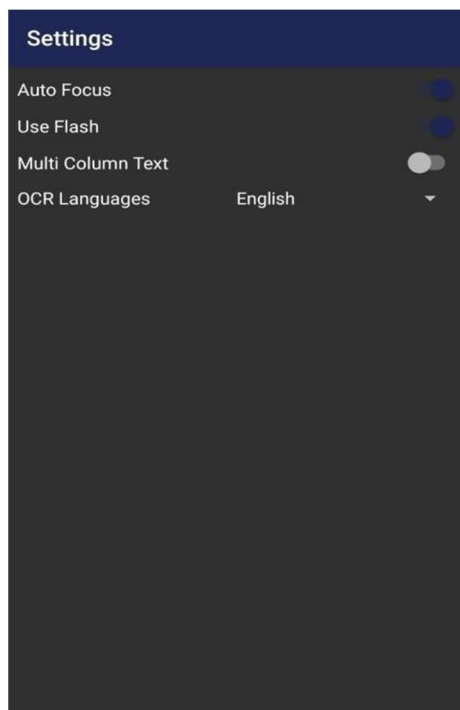 Settings
Auto Focus
Use Flash
Multi Column Text
OCR Languages English